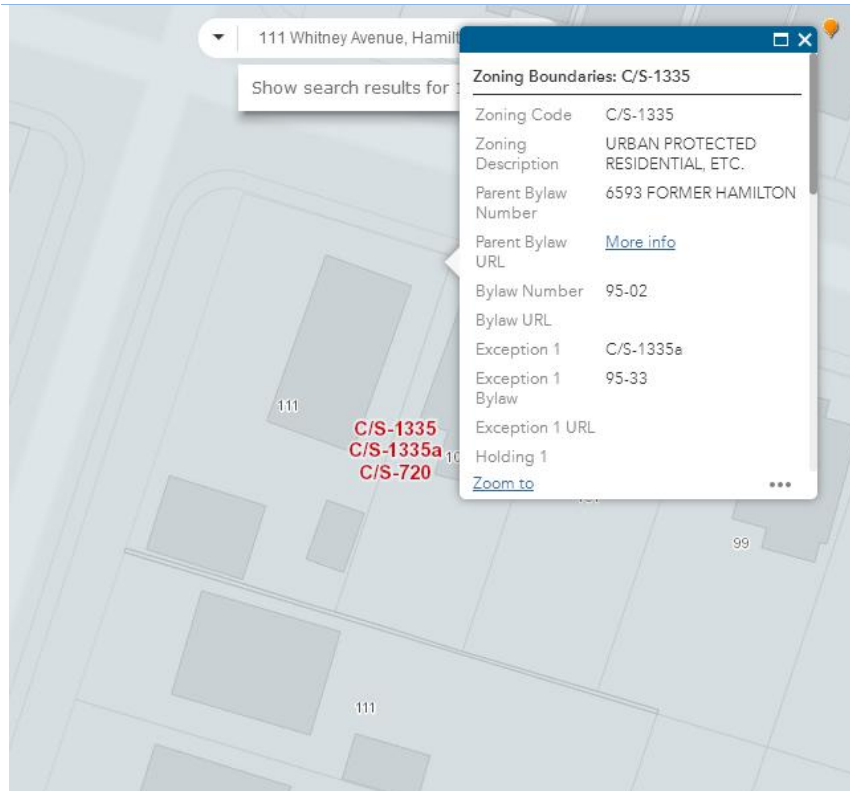 111 Whitney Avenue, Hamilt
Show search results for
Zoning Boundaries: C/S-1335
Zoning Code C/S-1335
Zoning Description URBAN PROTECTED RESIDENTIAL, ETC.
Parent Bylaw Number 6593 FORMER HAMILTON
Parent Bylaw URL More info
Bylaw Number 95-02
Bylaw URL
Exception 1 C/S-1335a
Exception 1 Bylaw 95-33
Exception 1 URL
Holding 1
Zoom to
111
C/S-1335
C/S-1335a
C/S-720
99
111